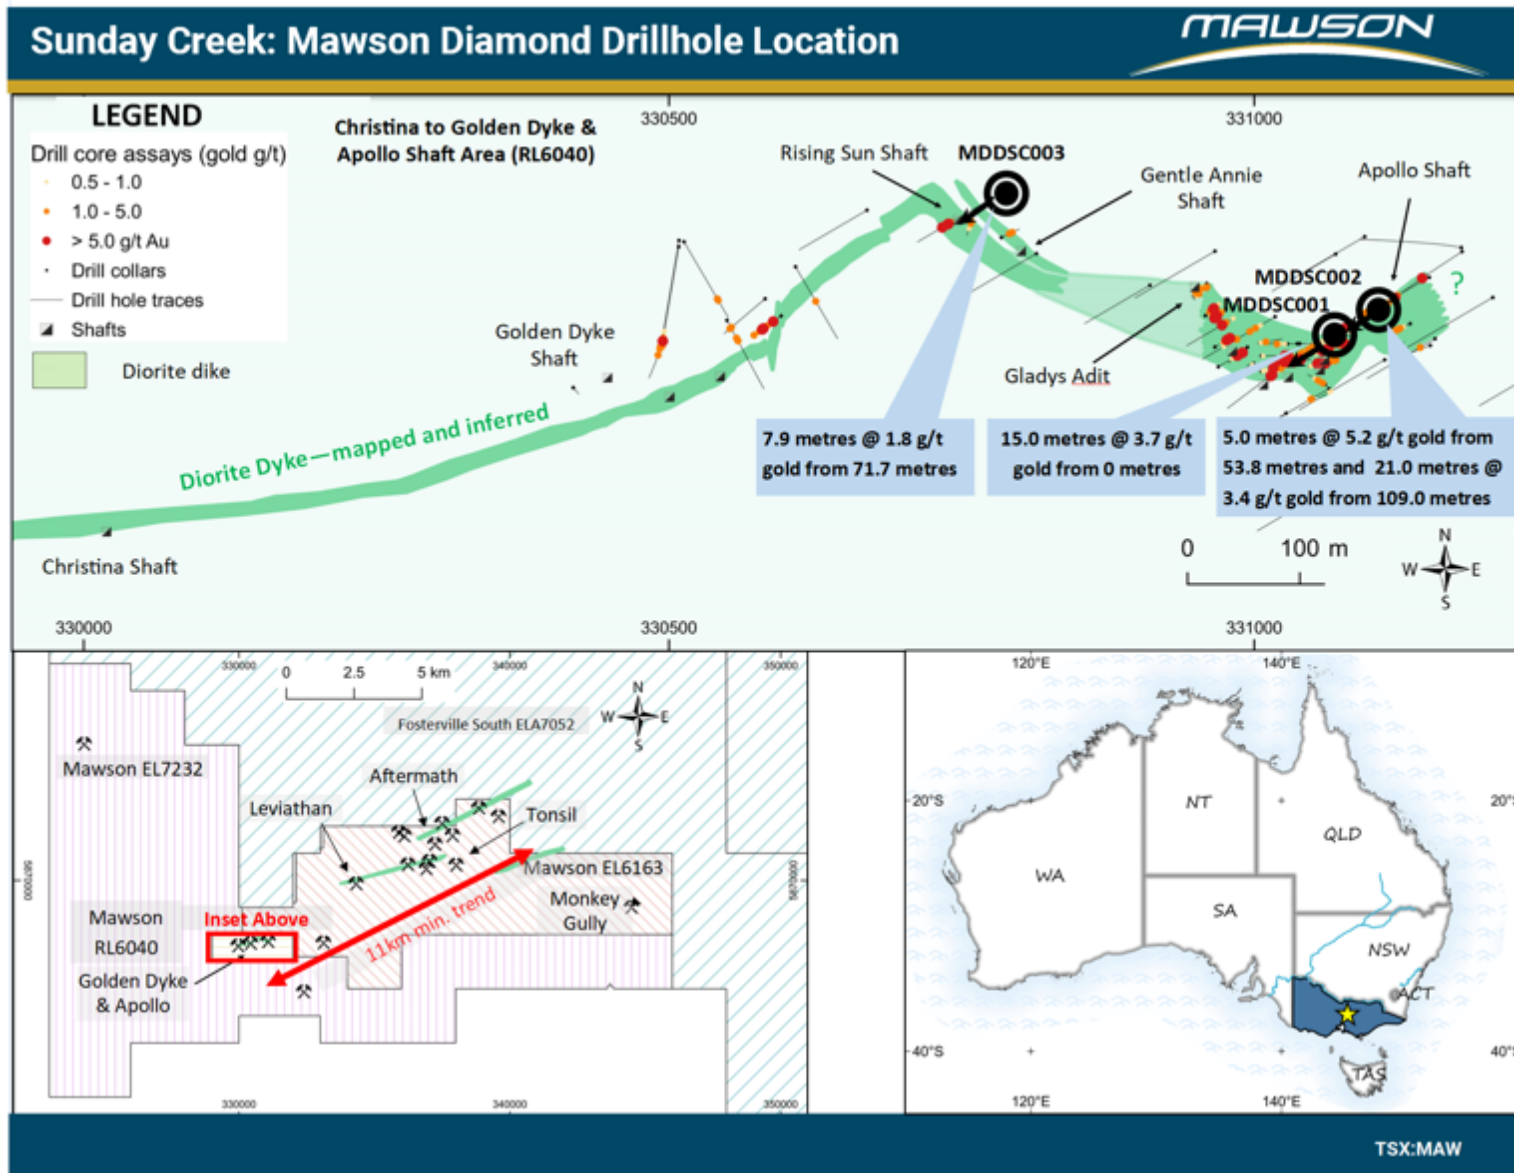 Sunday Creek: Mawson Diamond Drillhole Location
MAWSON
LEGEND
Drill core assays (gold g/t)
0.5 - 1.0
1.0 - 5.0
> 5.0 g/t Au
Drill collars
Drill hole traces
Shafts
Diorite dike
Christina to Golden Dyke &
Apollo Shaft Area (RL6040)
330500
331000
Rising Sun Shaft
MDDSC003
Gentle Annie
Shaft
Apollo Shaft
MDDSC002
MDDSC001
?
Golden Dyke
Shaft
Gladys Adit
Diorite Dyke—mapped and inferred
7.9 metres @ 1.8 g/t
gold from 71.7 metres
15.0 metres @ 3.7 g/t
gold from 0 metres
5.0 metres @ 5.2 g/t gold from
53.8 metres and 21.0 metres @
3.4 g/t gold from 109.0 metres
Christina Shaft
0 100 m
N
W E
S
330000
330500
331000
330000
340000
350000
0 2.5 5 km
N
W E
S
Fosterville South ELA7052
Mawson EL7232
Aftermath
Leviathan
Tonsil
5870000
5870000
Mawson EL6163
Monkey
Gully
11km min. trend
Mawson
RL6040
Inset Above
Golden Dyke
& Apollo
330000
340000
350000
120°E
140°E
20°S
20°
NT
QLD
WA
SA
NSW
ACT
TAS
40°S
40°
120°E
140°E
TSX:MAW